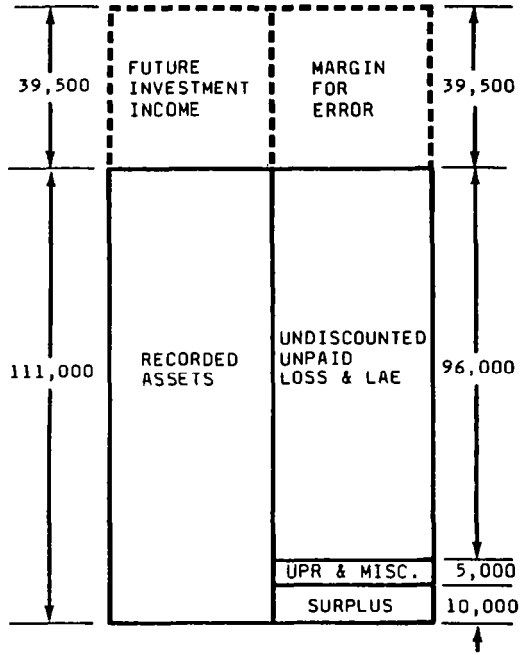 39,500
FUTURE
INVESTMENT
INCOME
MARGIN
FOR
ERROR
39,500
111,000
RECORDED
ASSETS
UNDISCOUNTED
UNPAID
LOSS & LAE
96,000
UPR & MISC.
5,000
SURPLUS
10,000